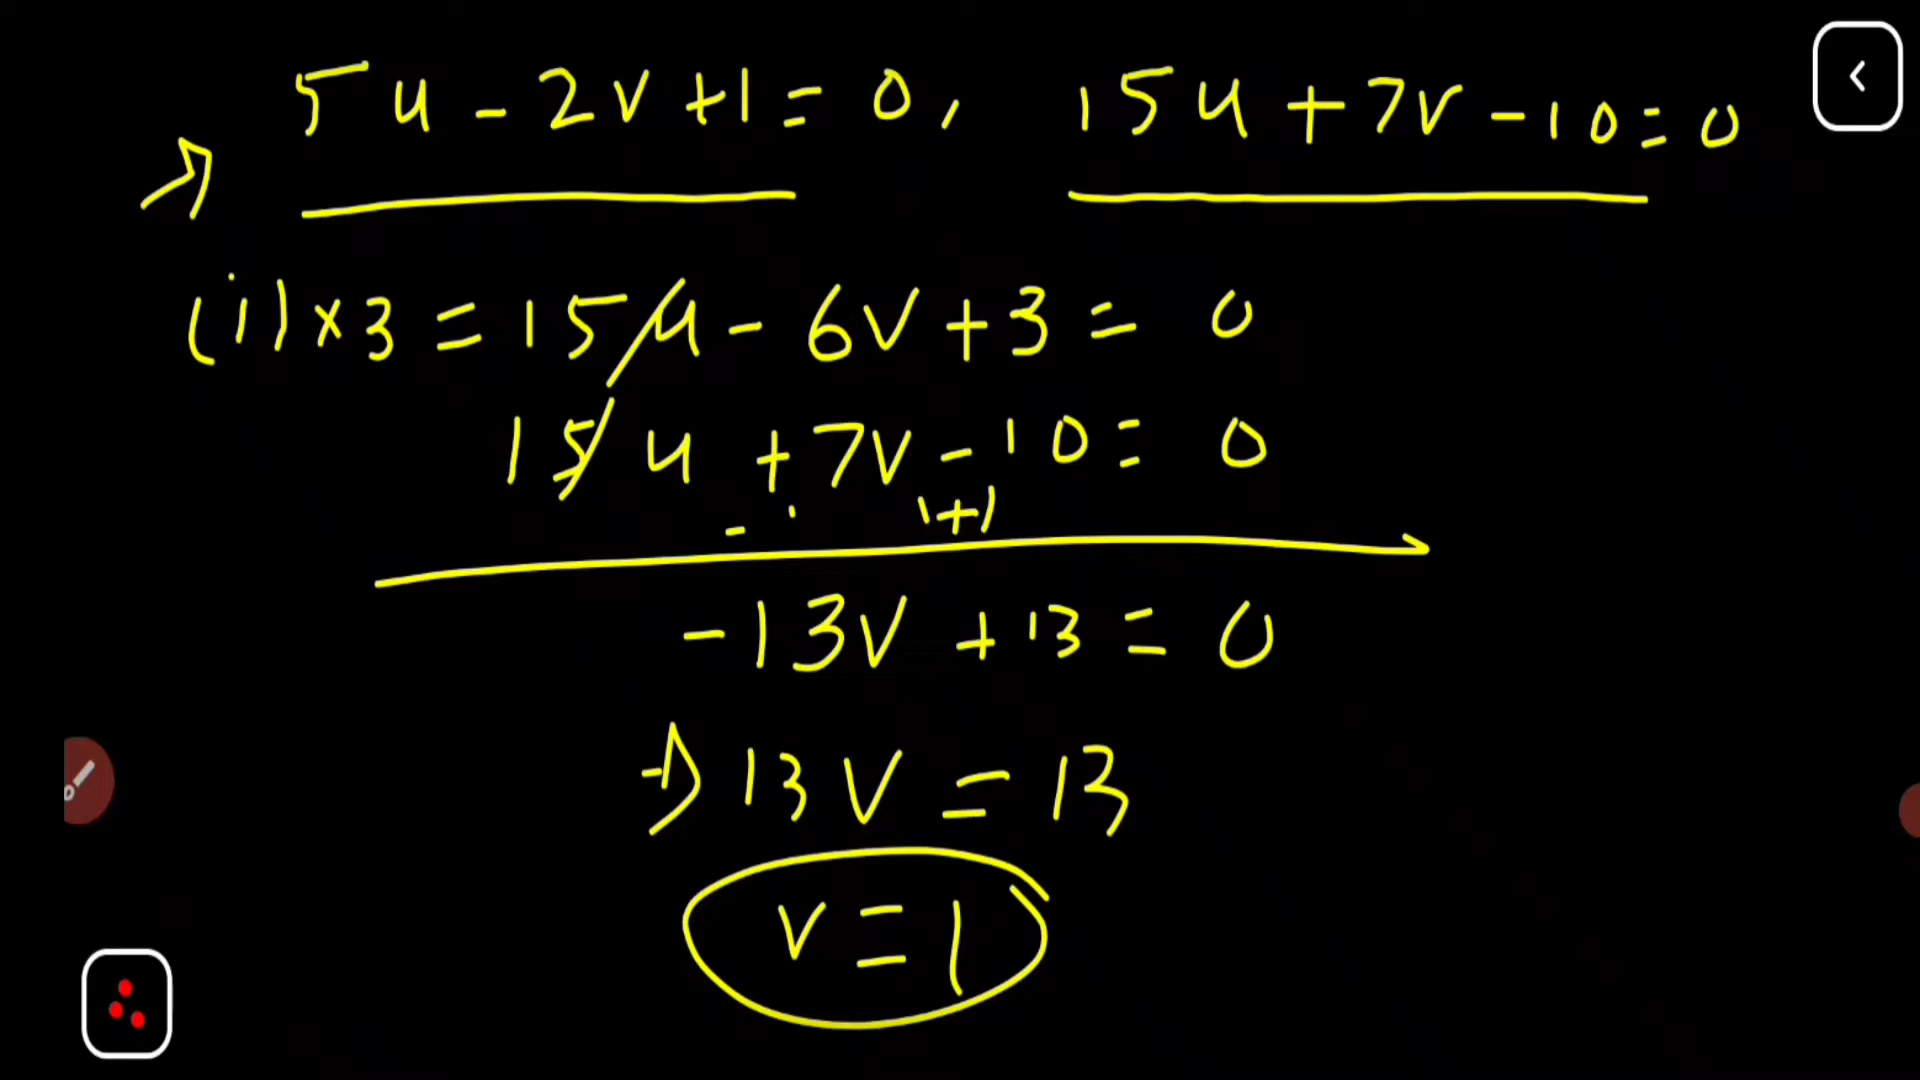 ⇒ 5u - 2v + 1 = 0, 15u + 7v - 10 = 0
(i) × 3 = 15u - 6v + 3 = 0
15u + 7v - 10 = 0
- (+)
-13v + 13 = 0
⇒ 13v = 13
v = 1